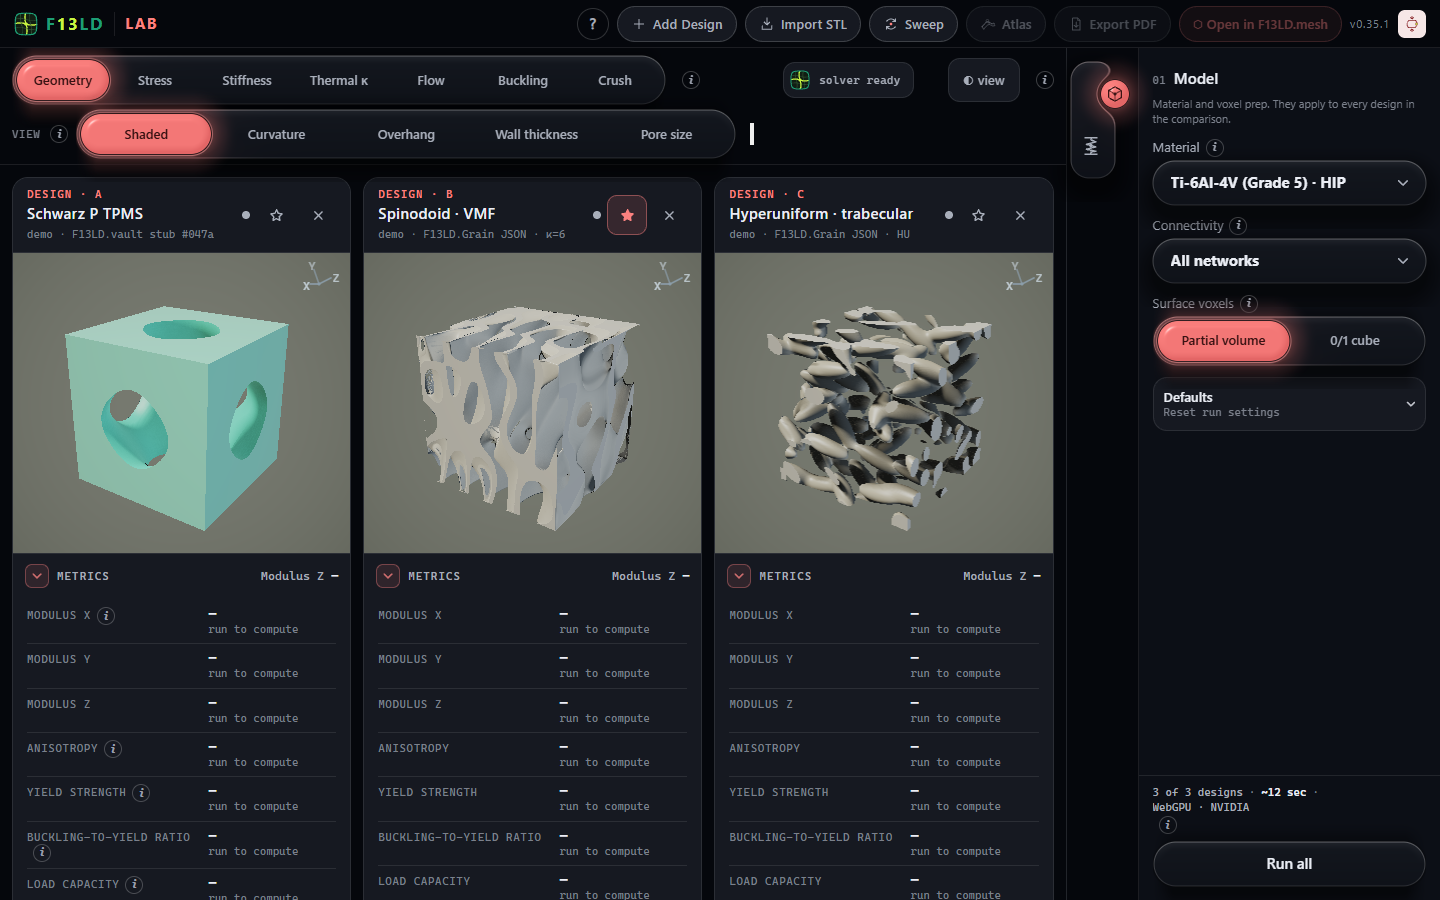 F13LD LAB
? + Add Design Import STL Sweep Atlas Export PDF Open in F13LD.mesh v0.35.1
Geometry Stress Stiffness Thermal κ Flow Buckling Crush i
solver ready view i
VIEW i Shaded Curvature Overhang Wall thickness Pore size
DESIGN · A
Schwarz P TPMS
demo · F13LD.vault stub #047a
Y
X Z
METRICS Modulus Z –
MODULUS X i –
run to compute
MODULUS Y –
run to compute
MODULUS Z –
run to compute
ANISOTROPY i –
run to compute
YIELD STRENGTH i –
run to compute
BUCKLING-TO-YIELD RATIO –
i run to compute
LOAD CAPACITY i –
run to compute
DESIGN · B
Spinodoid · VMF
demo · F13LD.Grain JSON · κ=6
Y
X Z
METRICS Modulus Z –
MODULUS X –
run to compute
MODULUS Y –
run to compute
MODULUS Z –
run to compute
ANISOTROPY –
run to compute
YIELD STRENGTH –
run to compute
BUCKLING-TO-YIELD RATIO –
run to compute
LOAD CAPACITY –
run to compute
DESIGN · C
Hyperuniform · trabecular
demo · F13LD.Grain JSON · HU
Y
X Z
METRICS Modulus Z –
MODULUS X –
run to compute
MODULUS Y –
run to compute
MODULUS Z –
run to compute
ANISOTROPY –
run to compute
YIELD STRENGTH –
run to compute
BUCKLING-TO-YIELD RATIO –
run to compute
LOAD CAPACITY –
run to compute
01 Model
Material and voxel prep. They apply to every design in
the comparison.
Material i
Ti-6Al-4V (Grade 5) · HIP
Connectivity i
All networks
Surface voxels i
Partial volume 0/1 cube
Defaults
Reset run settings
3 of 3 designs · ~12 sec ·
WebGPU · NVIDIA
i
Run all